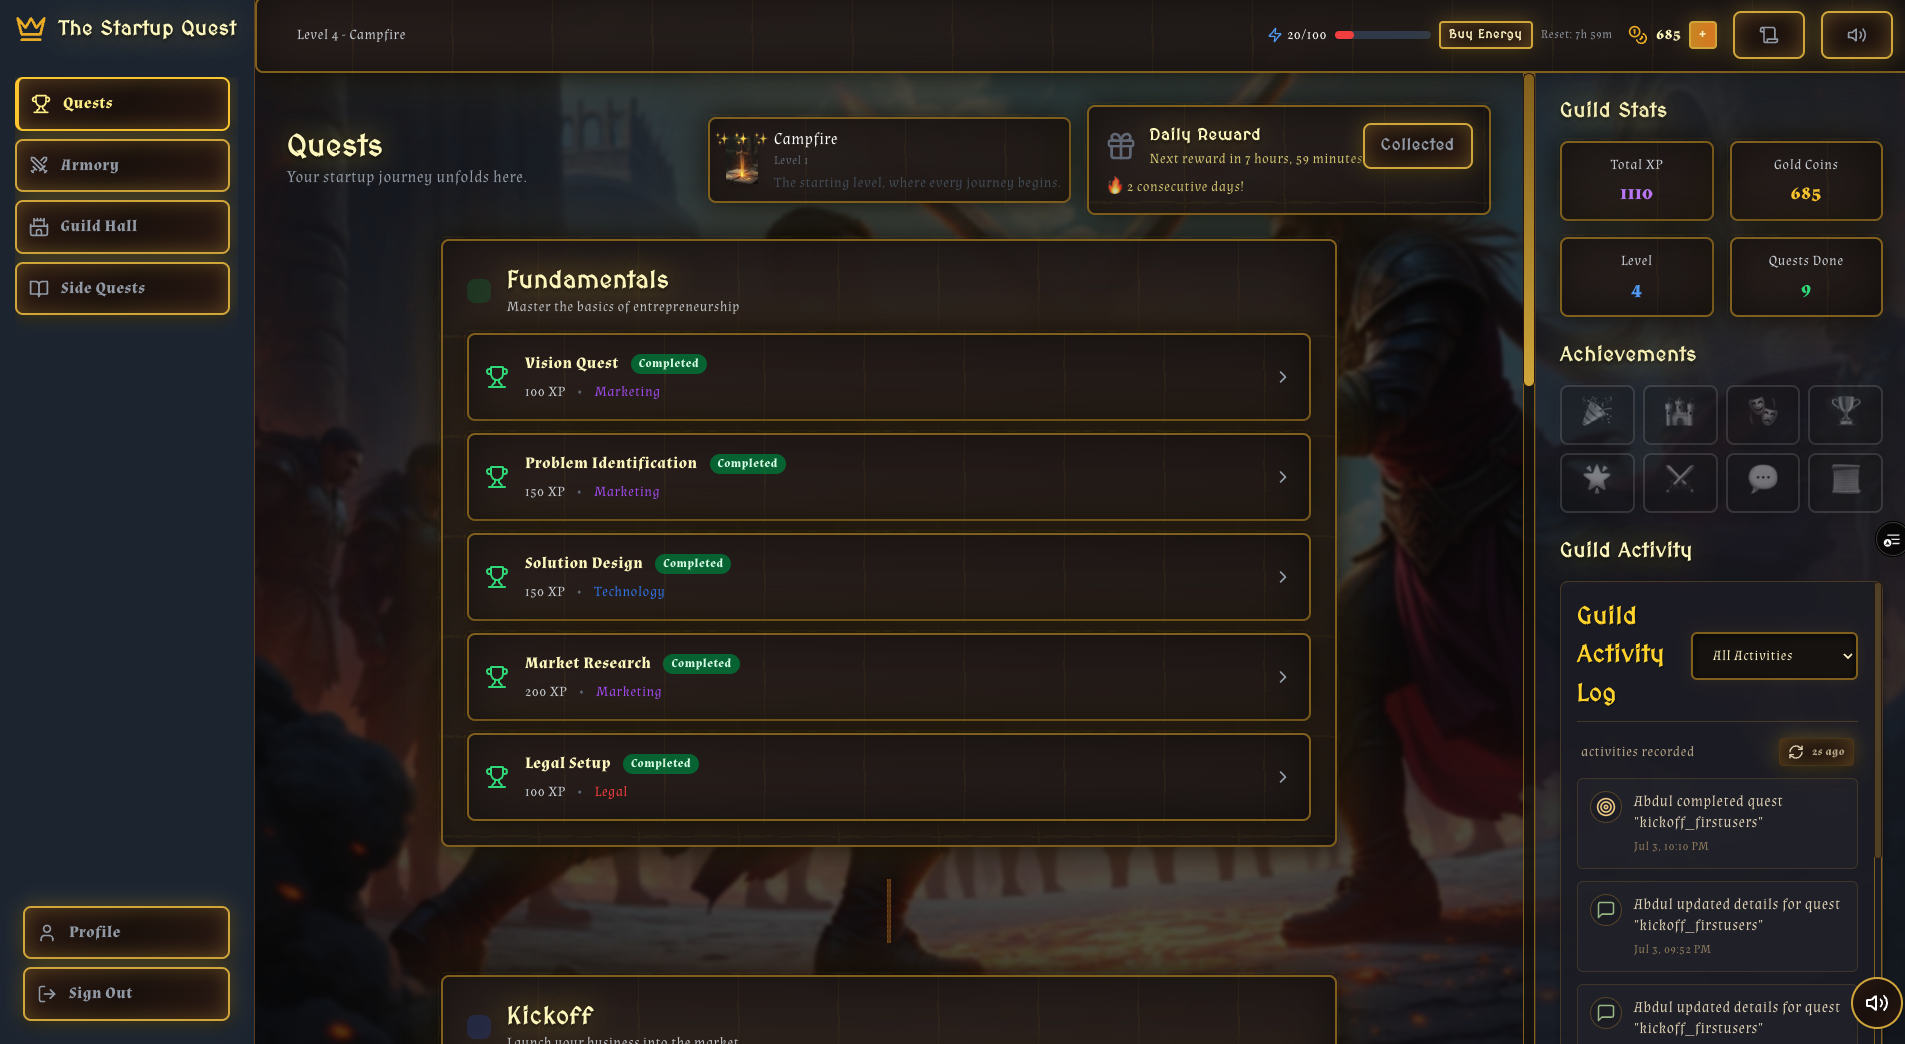 The Startup Quest
Quests
Armory
Guild Hall
Side Quests
Profile
Sign Out
Level 4 - Campfire
20/100
Buy Energy
Reset: 7h 59m
685
+
Quests
Your startup journey unfolds here.
Campfire
Level 1
The starting level, where every journey begins.
Daily Reward
Next reward in 7 hours, 59 minutes
Collected
2 consecutive days!
Fundamentals
Master the basics of entrepreneurship
Vision Quest Completed
100 XP • Marketing
Problem Identification Completed
150 XP • Marketing
Solution Design Completed
150 XP • Technology
Market Research Completed
200 XP • Marketing
Legal Setup Completed
100 XP • Legal
Kickoff
Launch your business into the market
Guild Stats
Total XP
1110
Gold Coins
685
Level
4
Quests Done
9
Achievements
Guild Activity
Guild
Activity
Log
All Activities
activities recorded
2s ago
Abdul completed quest
"kickoff_firstusers"
Jul 3, 10:10 PM
Abdul updated details for quest
"kickoff_firstusers"
Jul 3, 09:52 PM
Abdul updated details for quest
"kickoff_firstusers"